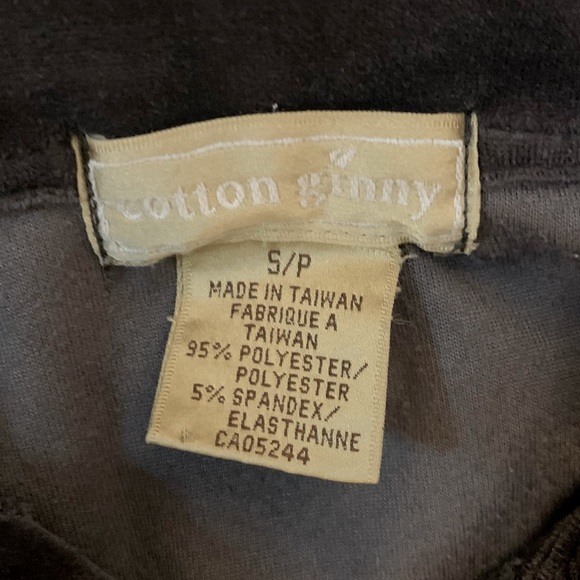 cotton ginny
S/P
MADE IN TAIWAN
FABRIQUE A
TAIWAN
95% POLYESTER/
POLYESTER
5% SPANDEX/
ELASTHANNE
CA05244